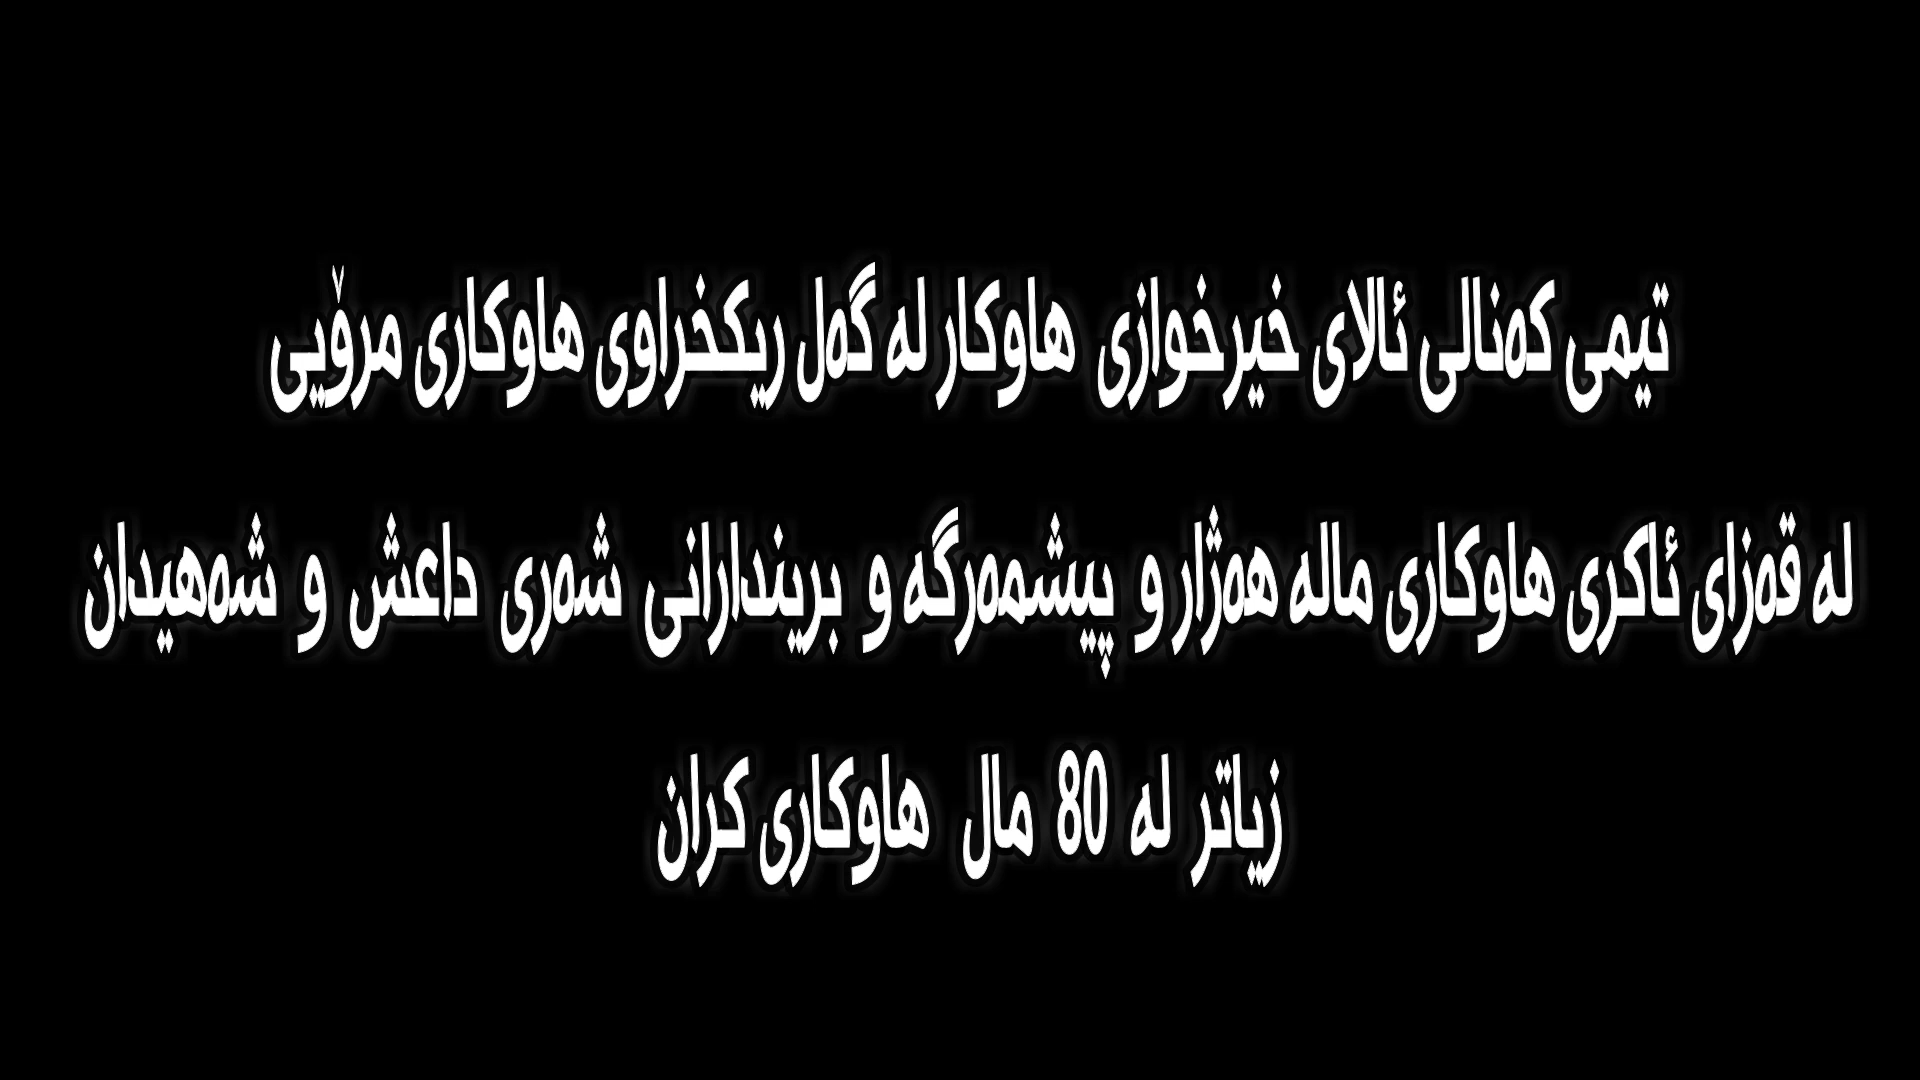 تیمی کەنالی ئالای خیرخوازی هاوکار لە گەل ریکخراوی هاوکاری مرۆیی
لە قەزای ئاکری هاوکاری مالە هەژار و پیشمەرگە و بریندارانی شەری داعش و شەهیدان
زیاتر لە 80 مال هاوکاری کران